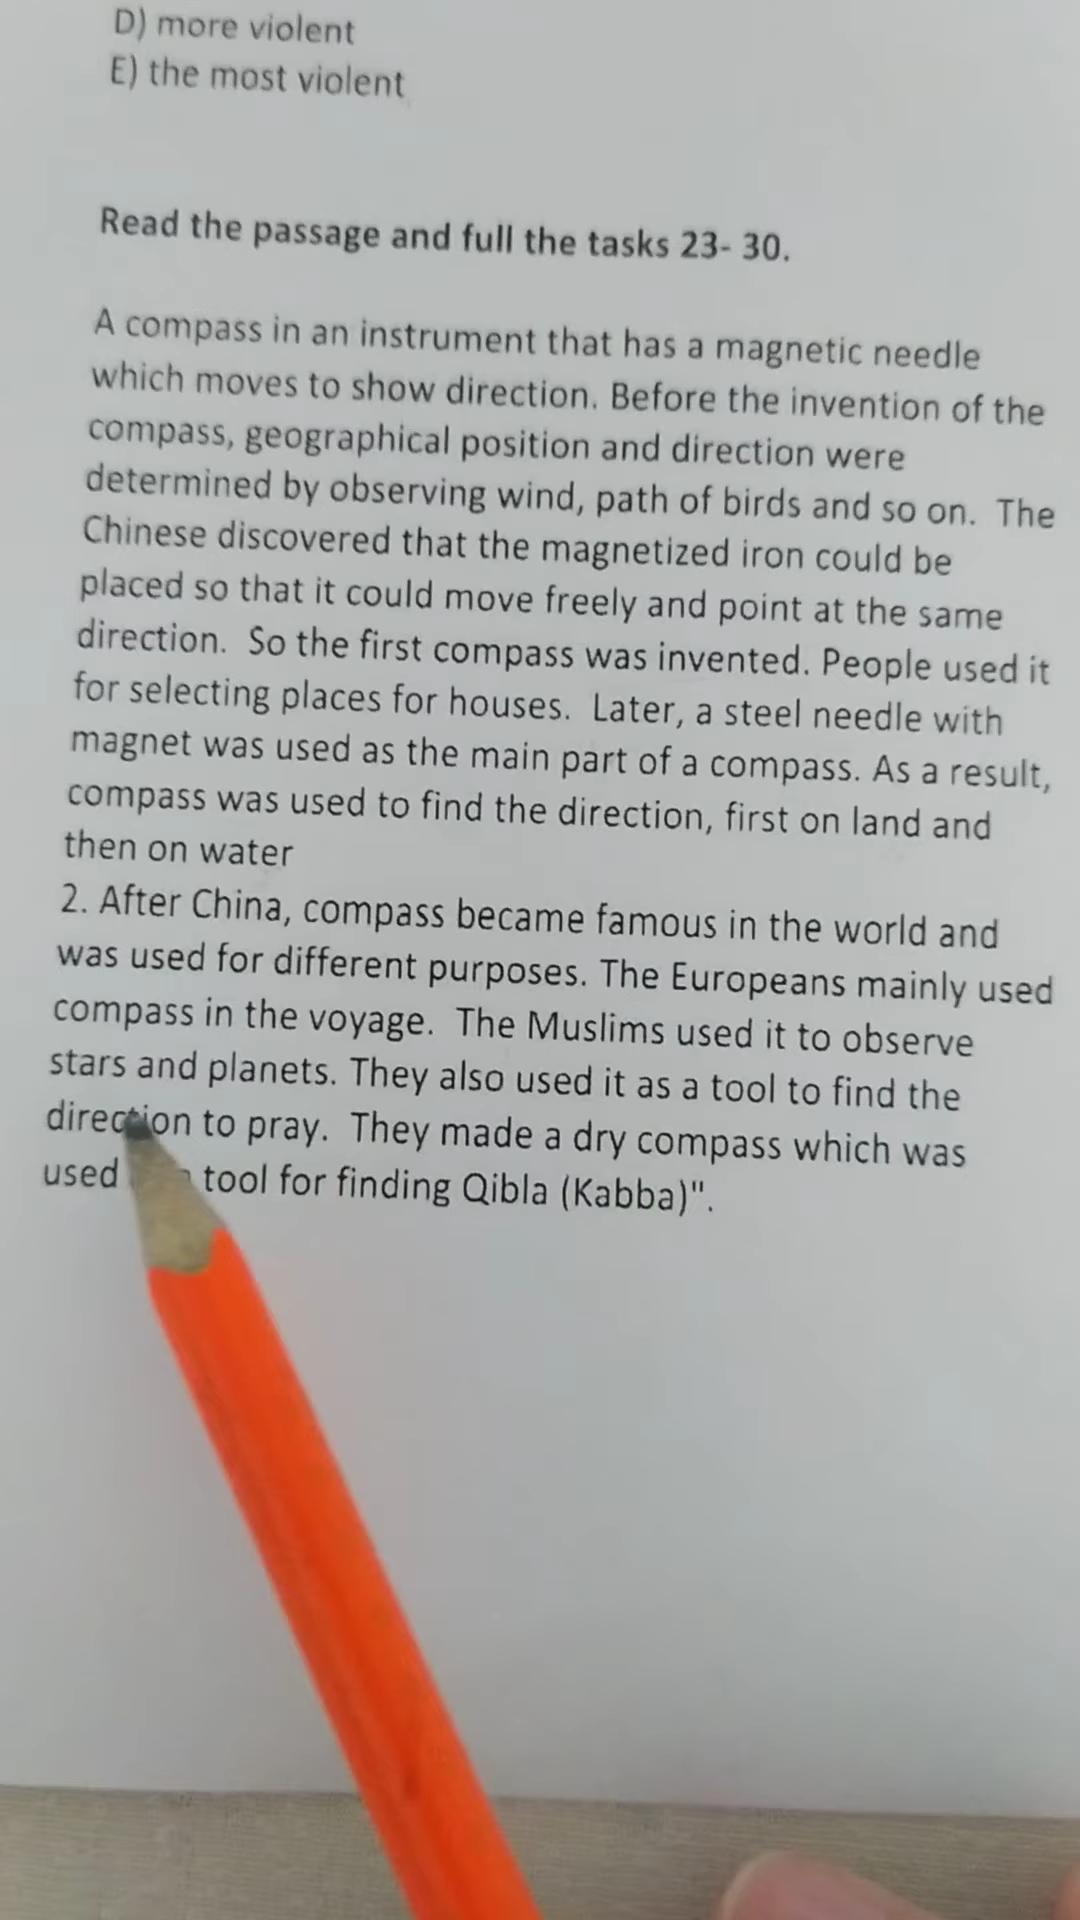 D) more violent
E) the most violent
Read the passage and full the tasks 23- 30.
A compass in an instrument that has a magnetic needle
which moves to show direction. Before the invention of the
compass, geographical position and direction were
determined by observing wind, path of birds and so on. The
Chinese discovered that the magnetized iron could be
placed so that it could move freely and point at the same
direction. So the first compass was invented. People used it
for selecting places for houses. Later, a steel needle with
magnet was used as the main part of a compass. As a result,
compass was used to find the direction, first on land and
then on water
2. After China, compass became famous in the world and
was used for different purposes. The Europeans mainly used
compass in the voyage. The Muslims used it to observe
stars and planets. They also used it as a tool to find the
direction to pray. They made a dry compass which was
used tool for finding Qibla (Kabba)".